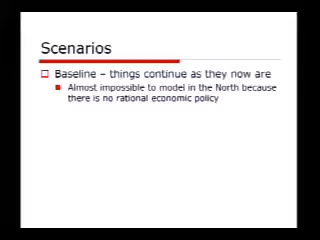 Scenarios
Baseline – things continue as they now are
Almost impossible to model in the North because
there is no rational economic policy